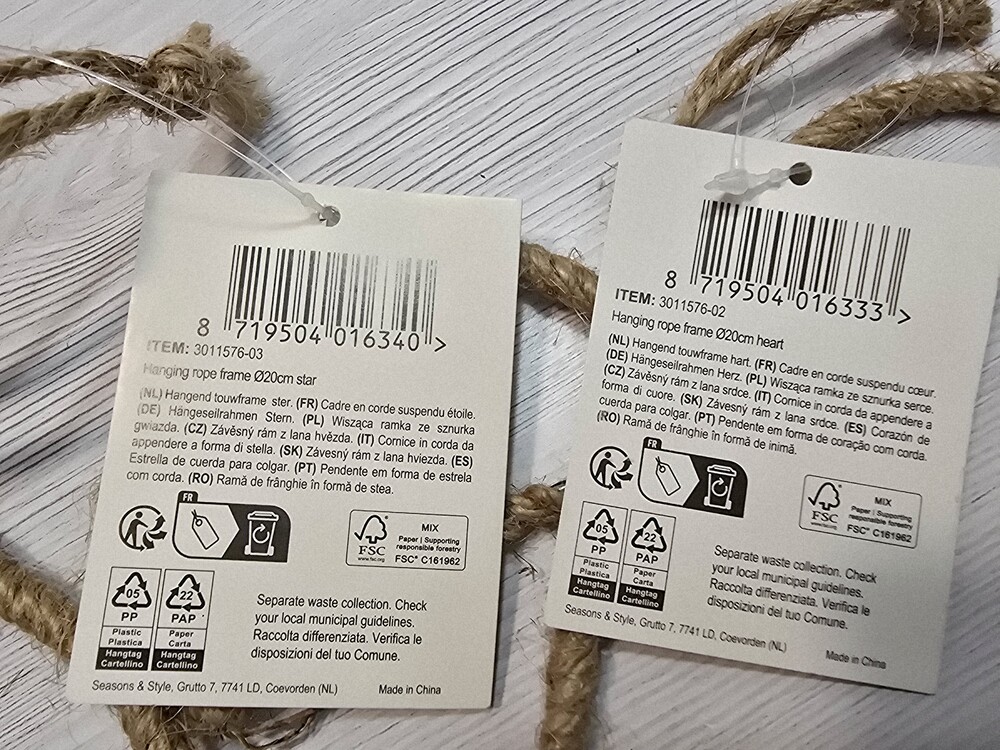 8 719504 016340 >
ITEM: 3011576-03
Hanging rope frame Ø20cm star
(NL) Hangend touwframe ster. (FR) Cadre en corde suspendu étoile.
(DE) Hängeseilrahmen Stern. (PL) Wisząca ramka ze sznurka
gwiazda. (CZ) Závěsný rám z lana hvězda. (IT) Cornice in corda da
appendere a forma di stella. (SK) Závesný rám z lana hviezda. (ES)
Estrella de cuerda para colgar. (PT) Pendente em forma de estrela
com corda. (RO) Ramă de frânghie în formă de stea.
FR
FSC
www.fsc.org
MIX
Paper | Supporting
responsible forestry
FSC® C161962
05
PP
Plastic
Plastica
Hangtag
Cartellino
22
PAP
Paper
Carta
Hangtag
Cartellino
Separate waste collection. Check
your local municipal guidelines.
Raccolta differenziata. Verifica le
disposizioni del tuo Comune.
Seasons & Style, Grutto 7, 7741 LD, Coevorden (NL)
Made in China
8 719504 016333 >
ITEM: 3011576-02
Hanging rope frame Ø20cm heart
(NL) Hangend touwframe hart. (FR) Cadre en corde suspendu cœur.
(DE) Hängeseilrahmen Herz. (PL) Wisząca ramka ze sznurka serce.
(CZ) Závěsný rám z lana srdce. (IT) Cornice in corda da appendere a
forma di cuore. (SK) Závesný rám z lana srdce. (ES) Corazón de
cuerda para colgar. (PT) Pendente em forma de coração com corda.
(RO) Ramă de frânghie în formă de inimă.
FR
FSC
www.fsc.org
MIX
Paper | Supporting
responsible forestry
FSC® C161962
05
PP
Plastic
Plastica
Hangtag
Cartellino
22
PAP
Paper
Carta
Hangtag
Cartellino
Separate waste collection. Check
your local municipal guidelines.
Raccolta differenziata. Verifica le
disposizioni del tuo Comune.
Seasons & Style, Grutto 7, 7741 LD, Coevorden (NL)
Made in China